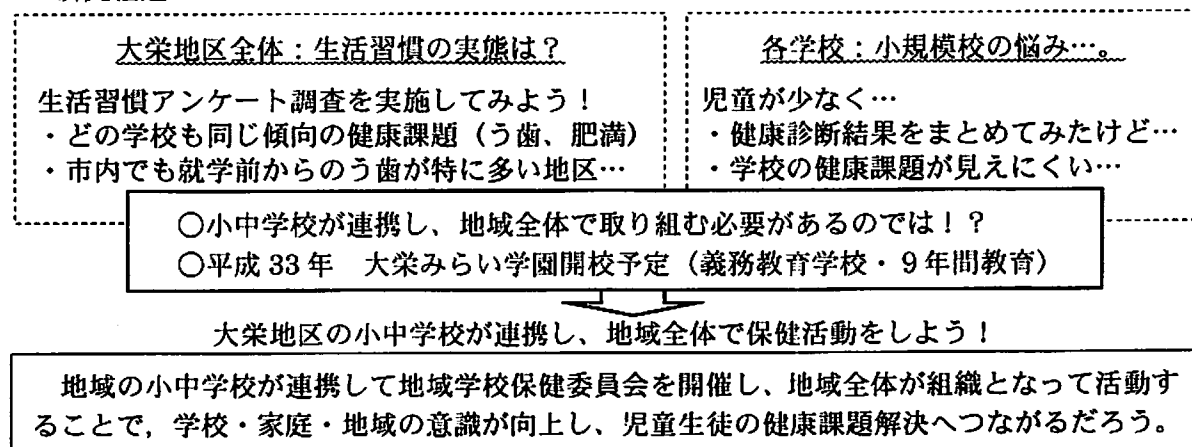 大栄地区全体：生活習慣の実態は？
生活習慣アンケート調査を実施してみよう！
・どの学校も同じ傾向の健康課題（う歯、肥満）
・市内でも就学前からのう歯が特に多い地区…
各学校：小規模校の悩み…。
児童が少なく…
・健康診断結果をまとめてみたけど…
・学校の健康課題が見えにくい…
○小中学校が連携し、地域全体で取り組む必要があるのでは！？
○平成33年　大栄みらい学園開校予定（義務教育学校・９年間教育）
大栄地区の小中学校が連携し、地域全体で保健活動をしよう！
地域の小中学校が連携して地域学校保健委員会を開催し、地域全体が組織となって活動す
ることで，学校・家庭・地域の意識が向上し、児童生徒の健康課題解決へつながるだろう。